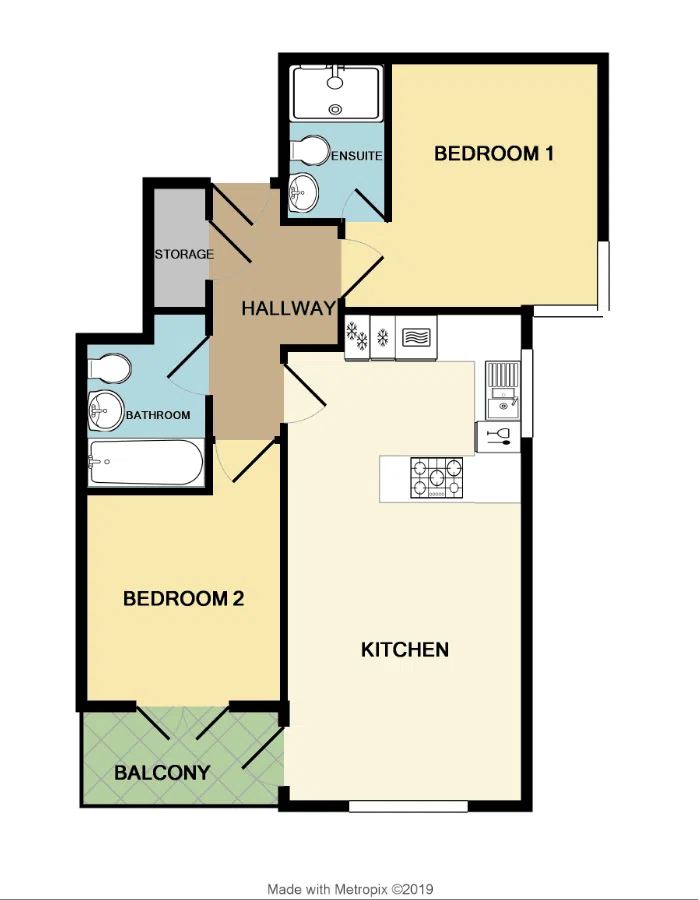 ENSUITE
BEDROOM 1
STORAGE
HALLWAY
BATHROOM
BEDROOM 2
KITCHEN
BALCONY
Made with Metropix ©2019